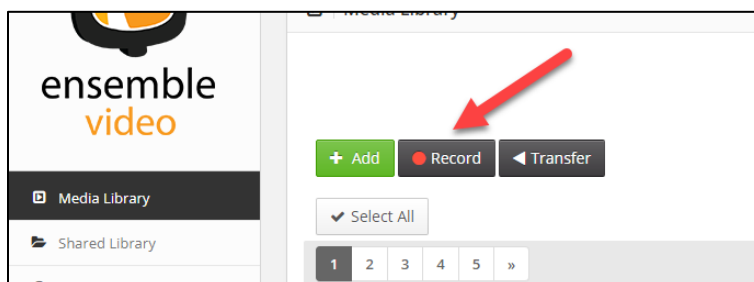 Media Library
ensemble
video
+ Add
Record
Transfer
Media Library
Select All
Shared Library
1 2 3 4 5 »